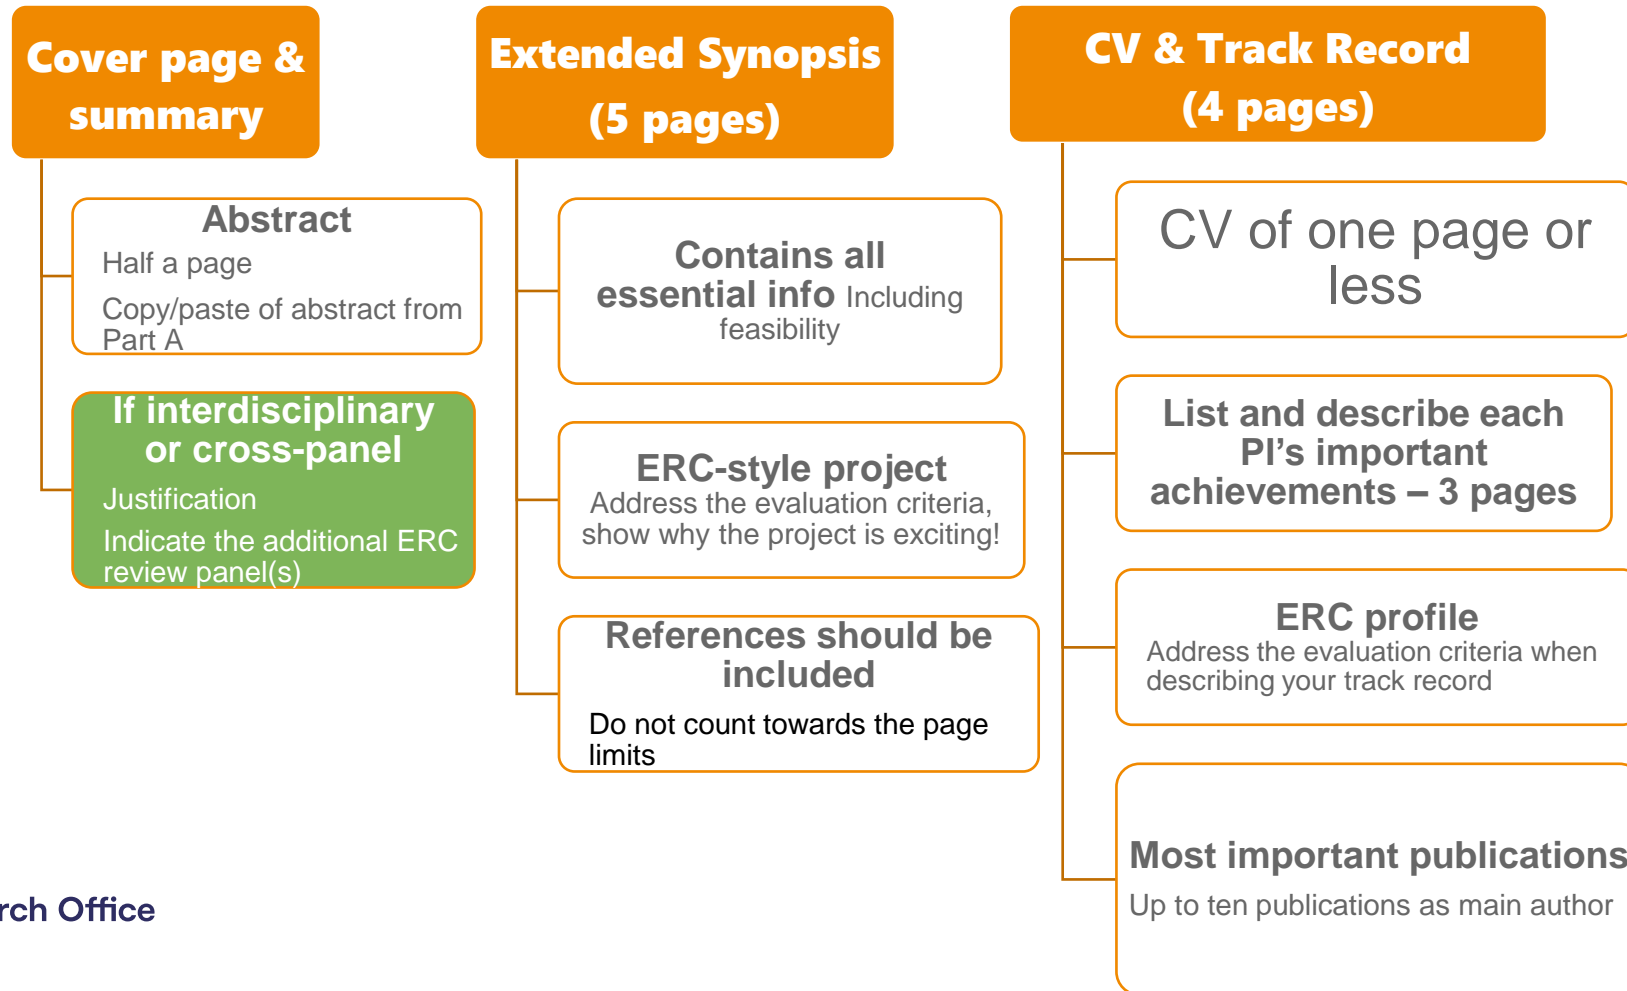 Cover page &
summary
Abstract
Half a page
Copy/paste of abstract from
Part A
If interdisciplinary
or cross-panel
Justification
Indicate the additional ERC
review panel(s)
Extended Synopsis
(5 pages)
Contains all
essential info Including
feasibility
ERC-style project
Address the evaluation criteria,
show why the project is exciting!
References should be
included
Do not count towards the page
limits
CV & Track Record
(4 pages)
CV of one page or
less
List and describe each
PI's important
achievements – 3 pages
ERC profile
Address the evaluation criteria when
describing your track record
Most important publications
Up to ten publications as main author
rch Office